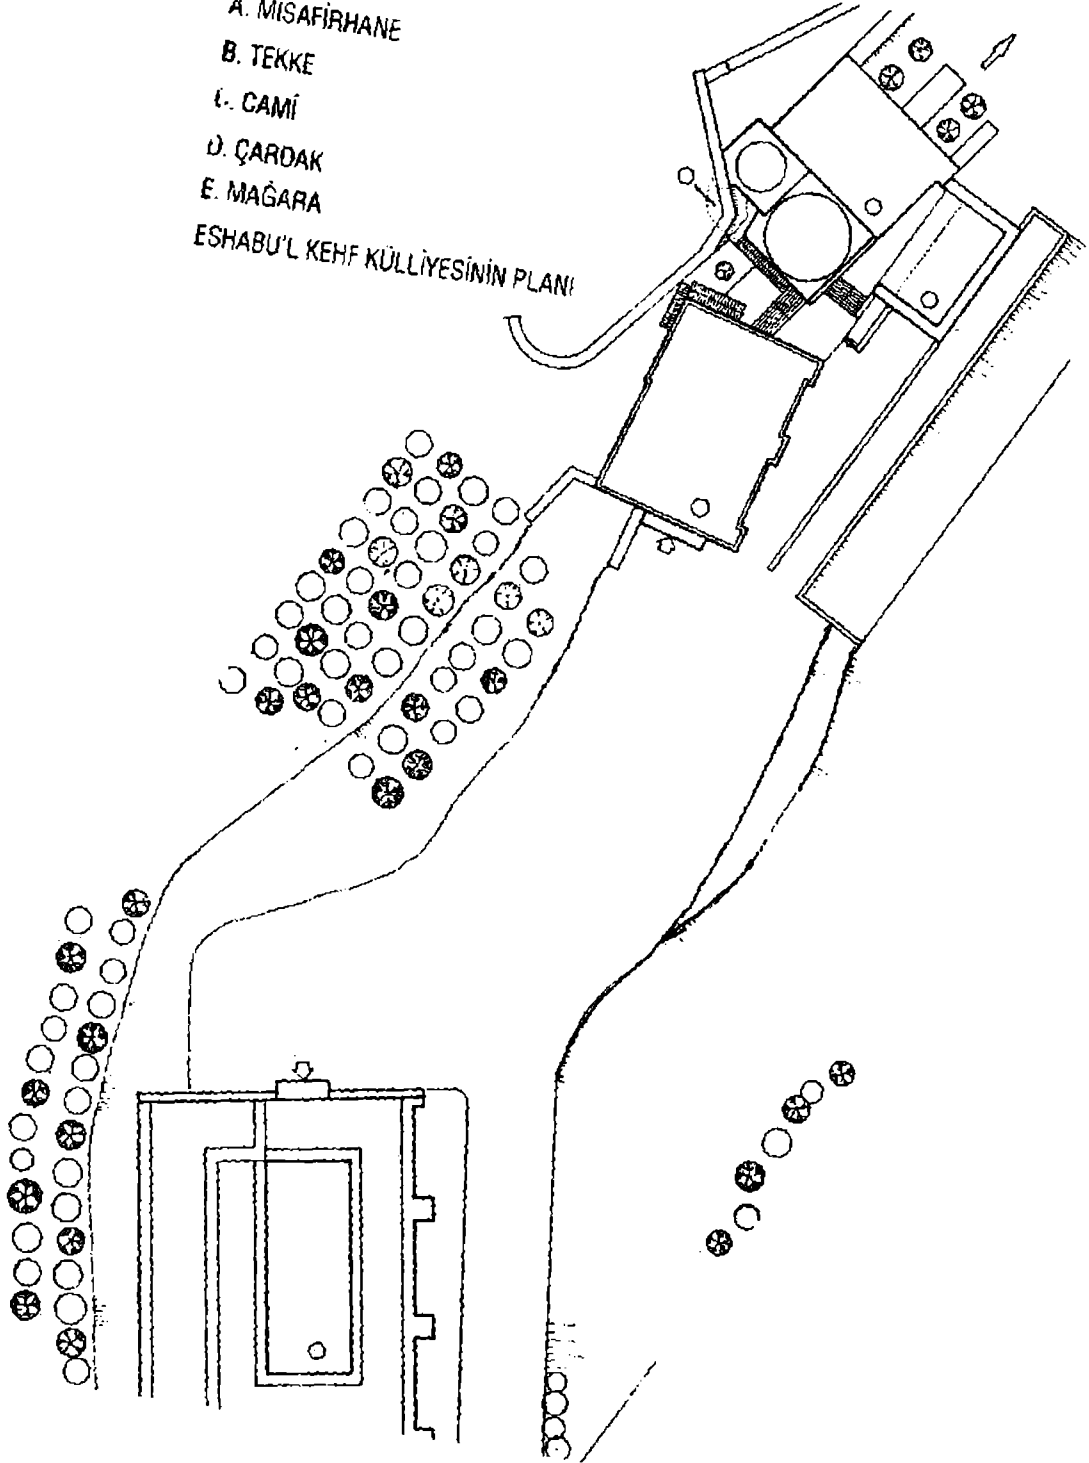 A. MİSAFİRHANE
B. TEKKE
C. CAMİ
D. ÇARDAK
E. MAĞARA
ESHABU'L KEHF KÜLLİYESİNİN PLANI